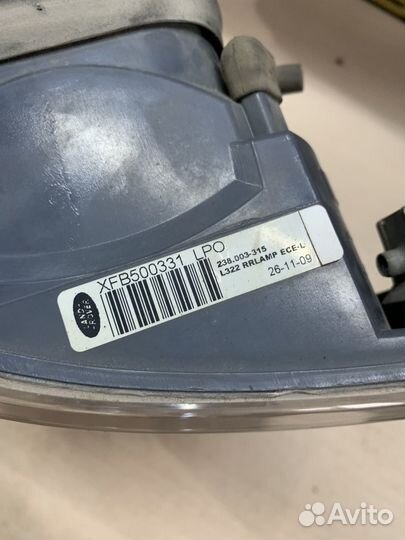 LAND-
ROVER
XFB500331 LPO
238.003-315
L322 RRLAMP ECE-L
26-11-09
Avito